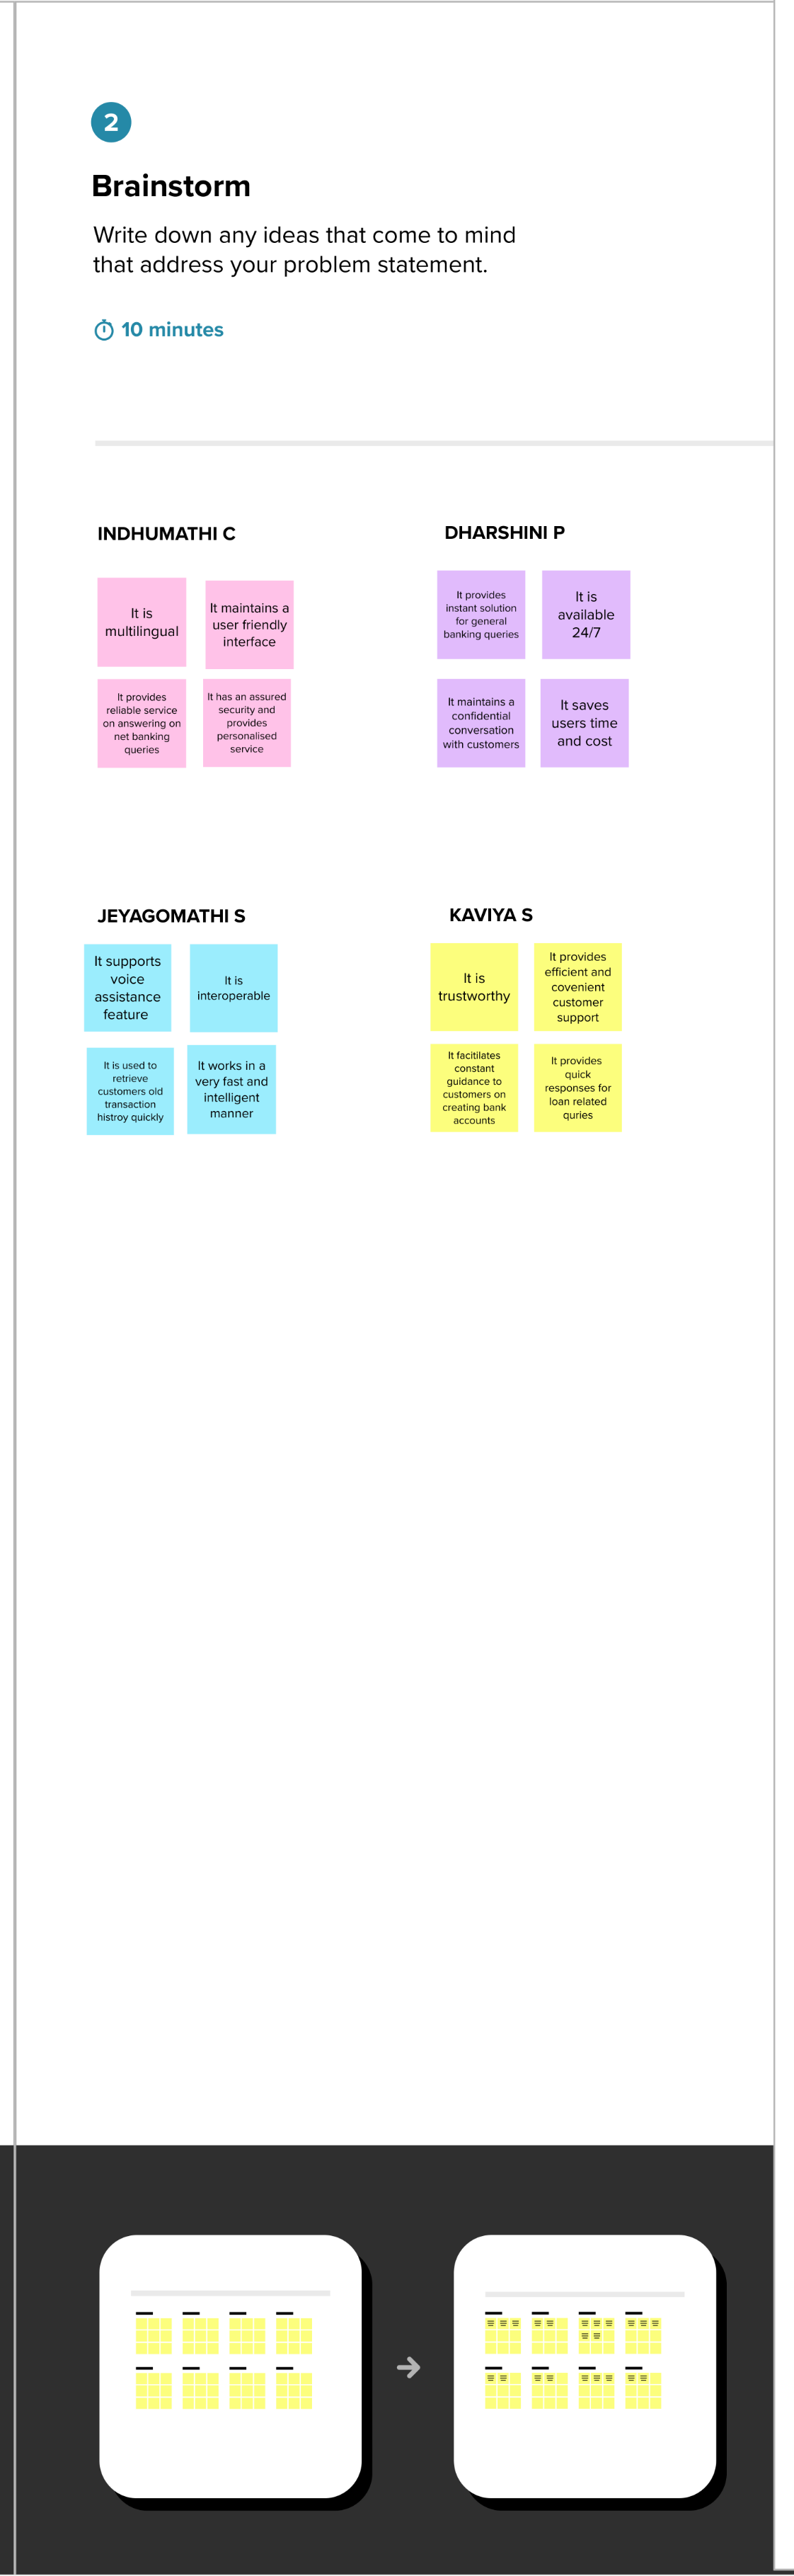 2
Brainstorm
Write down any ideas that come to mind
that address your problem statement.
10 minutes
INDHUMATHI C
It is
multilingual
It maintains a
user friendly
interface
It provides
reliable service
on answering on
net banking
queries
It has an assured
security and
provides
personalised
service
DHARSHINI P
It provides
instant solution
for general
banking queries
It is
available
24/7
It maintains a
confidential
conversation
with customers
It saves
users time
and cost
JEYAGOMATHI S
It supports
voice
assistance
feature
It is
interoperable
It is used to
retrieve
customers old
transaction
histroy quickly
It works in a
very fast and
intelligent
manner
KAVIYA S
It is
trustworthy
It provides
efficient and
covenient
customer
support
It facitilates
constant
guidance to
customers on
creating bank
accounts
It provides
quick
responses for
loan related
quries